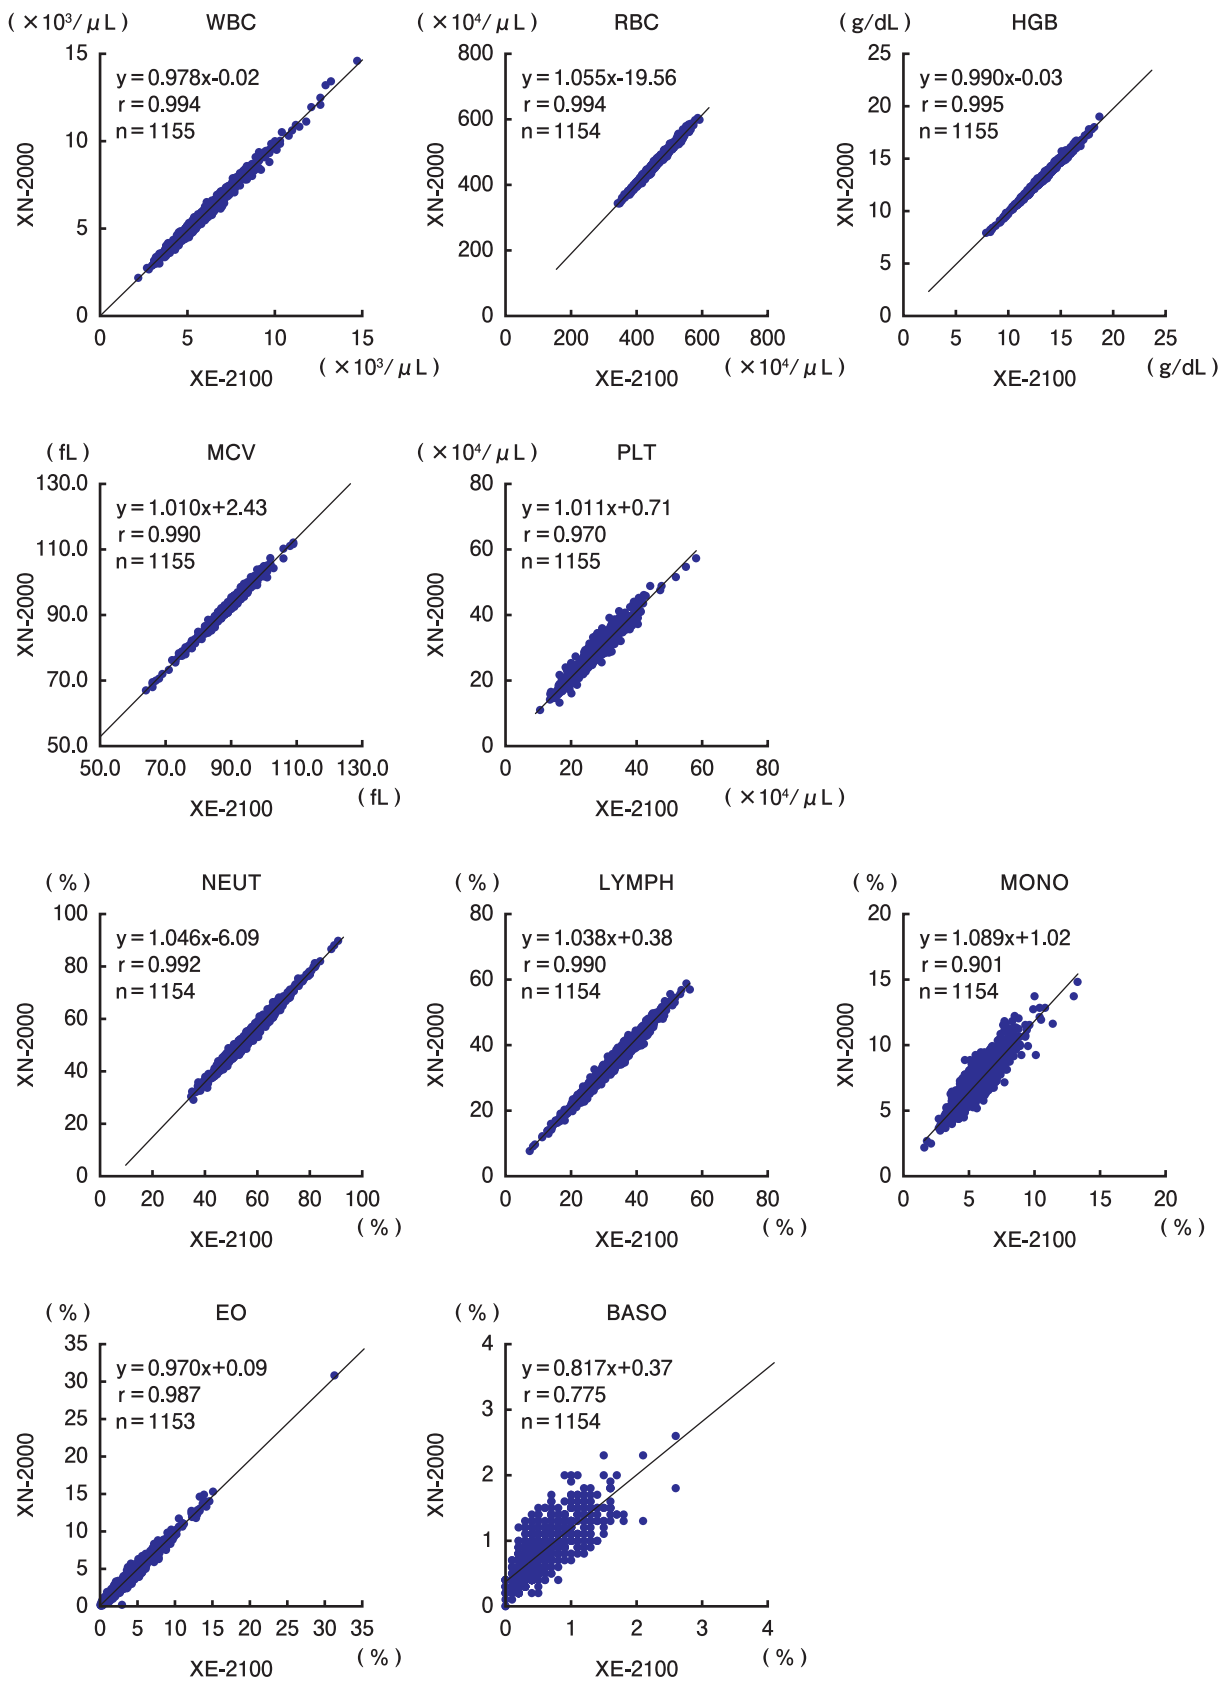 (×10³/μL) WBC
15
10
5
0
XN-2000
y=0.978x-0.02
r=0.994
n=1155
0 5 10 15
(×10³/μL)
XE-2100
(×10⁴/μL) RBC
800
600
400
200
0
XN-2000
y=1.055x-19.56
r=0.994
n=1154
0 200 400 600 800
(×10⁴/μL)
XE-2100
(g/dL) HGB
25
20
15
10
5
0
XN-2000
y=0.990x-0.03
r=0.995
n=1155
0 5 10 15 20 25
(g/dL)
XE-2100
(fL) MCV
130.0
110.0
90.0
70.0
50.0
XN-2000
y=1.010x+2.43
r=0.990
n=1155
50.0 70.0 90.0 110.0 130.0
(fL)
XE-2100
(×10⁴/μL) PLT
80
60
40
20
0
XN-2000
y=1.011x+0.71
r=0.970
n=1155
0 20 40 60 80
(×10⁴/μL)
XE-2100
(%) NEUT
100
80
60
40
20
0
XN-2000
y=1.046x-6.09
r=0.992
n=1154
0 20 40 60 80 100
(%)
XE-2100
(%) LYMPH
80
60
40
20
0
XN-2000
y=1.038x+0.38
r=0.990
n=1154
0 20 40 60 80
(%)
XE-2100
(%) MONO
20
15
10
5
0
XN-2000
y=1.089x+1.02
r=0.901
n=1154
0 5 10 15 20
(%)
XE-2100
(%) EO
35
30
25
20
15
10
5
0
XN-2000
y=0.970x+0.09
r=0.987
n=1153
0 5 10 15 20 25 30 35
(%)
XE-2100
(%) BASO
4
3
2
1
0
XN-2000
y=0.817x+0.37
r=0.775
n=1154
0 1 2 3 4
(%)
XE-2100